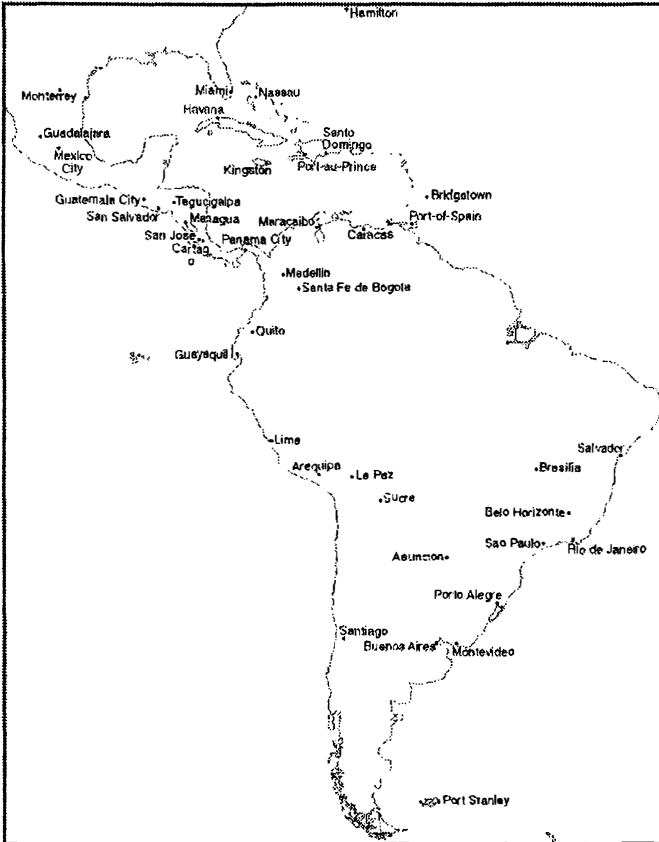 Hamilton
Monterrey
Miami
Nassau
Havana
Guadalajara
Santo
Domingo
Mexico
City
Kingston
Port-au-Prince
Guatemala City
Tegucigalpa
Bridgetown
San Salvador
Managua
Maracaibo
Port-of-Spain
San Jose
Caracas
Cartag
o
Panama City
Medellin
Santa Fe de Bogota
Quito
Guayaquil
Lima
Salvador
Arequipa
La Paz
Brasilia
Sucre
Belo Horizonte
Sao Paulo
Rio de Janeiro
Asuncion
Porto Alegre
Santiago
Buenos Aires
Montevideo
Port Stanley